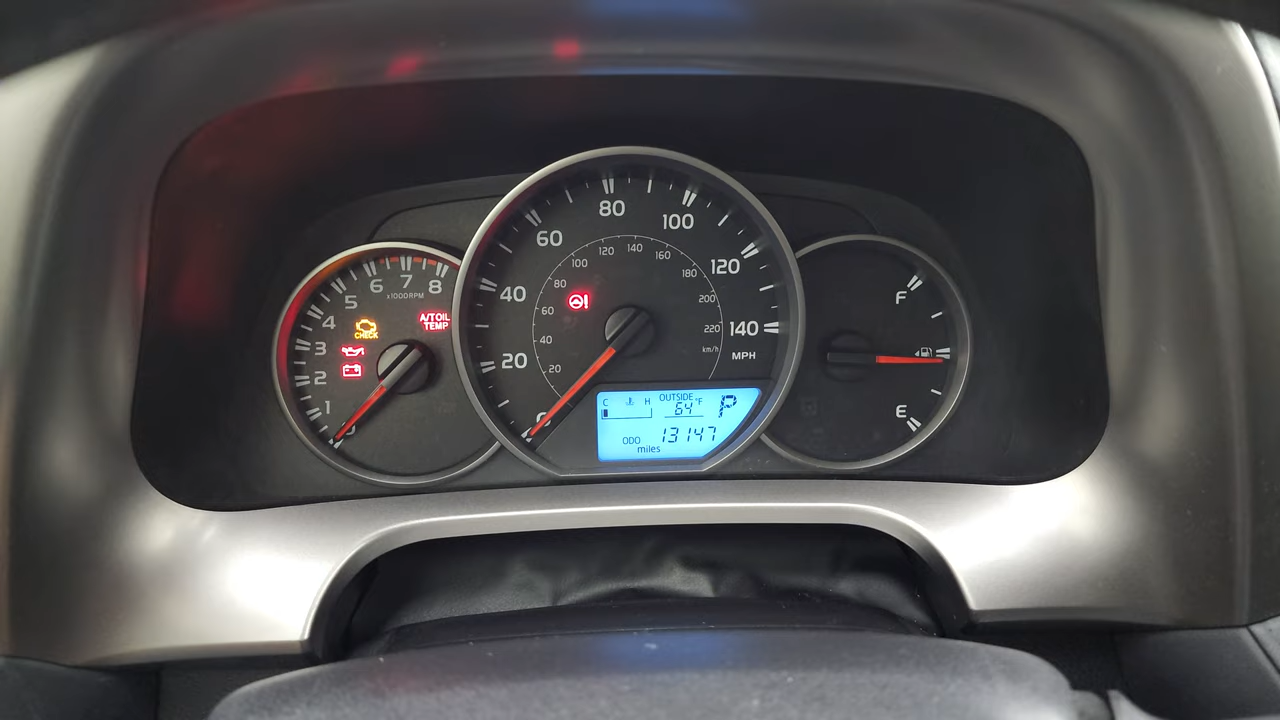 1
2
3
4
5
6
7
8
x1000RPM
CHECK
A/T OIL
TEMP
0
20
40
60
80
100
120
140
MPH
20
40
60
80
100
120
140
160
180
200
220
km/h
C H
OUTSIDE
64°F
P
ODO 13147
miles
F
E